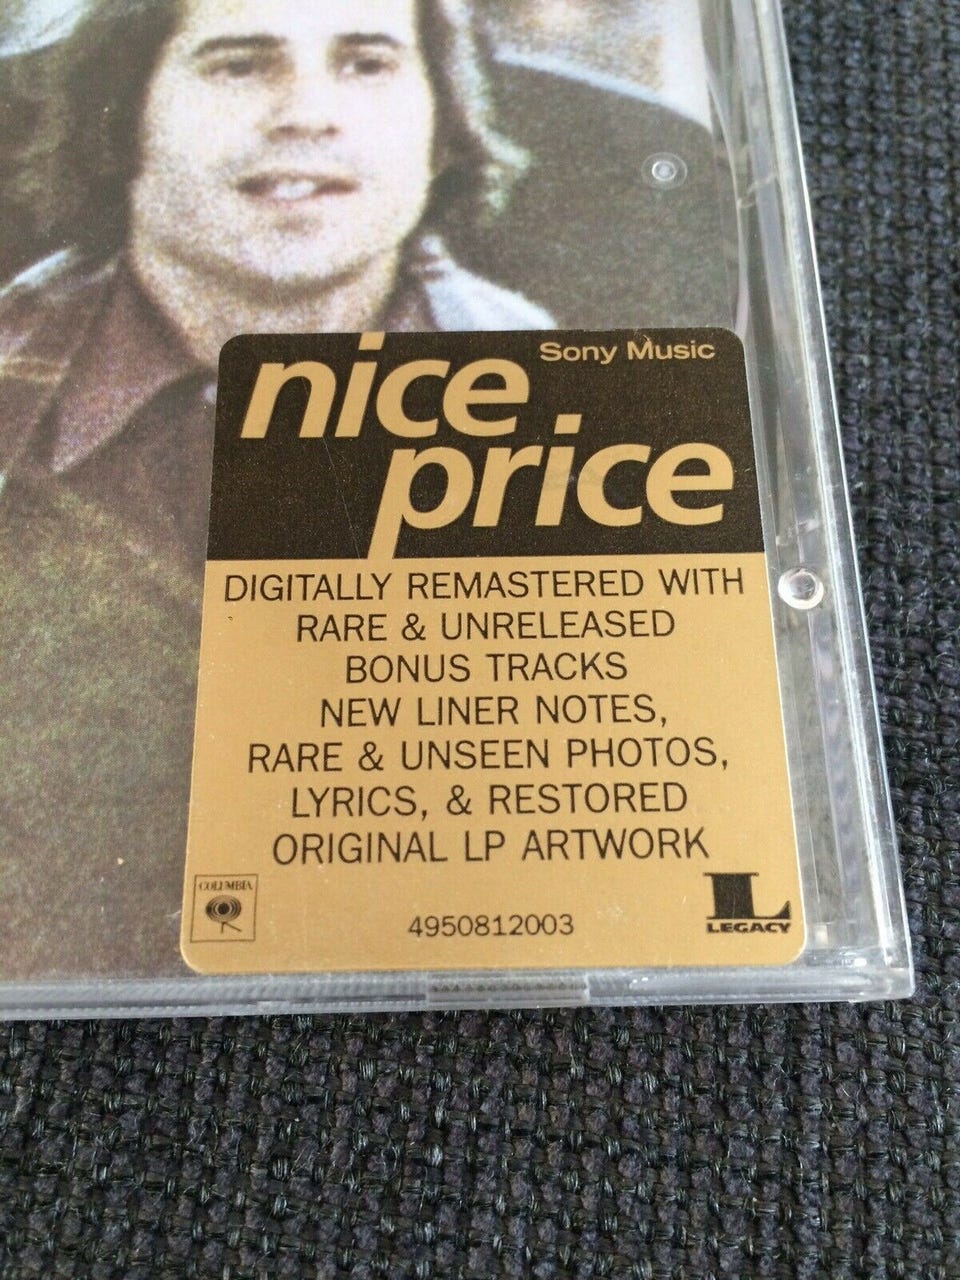 Sony Music
nice
price
DIGITALLY REMASTERED WITH
RARE & UNRELEASED
BONUS TRACKS
NEW LINER NOTES,
RARE & UNSEEN PHOTOS,
LYRICS, & RESTORED
ORIGINAL LP ARTWORK
COLUMBIA
4950812003
L
LEGACY